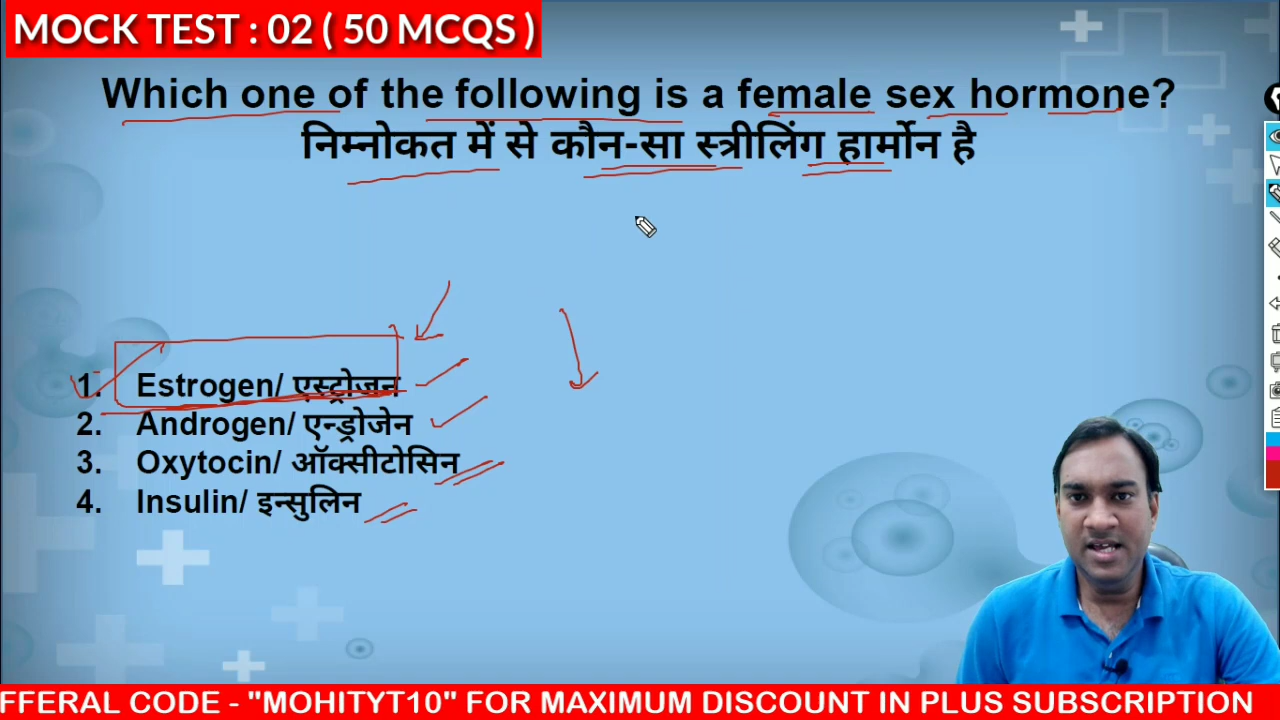 MOCK TEST : 02 ( 50 MCQS )
Which one of the following is a female sex hormone?
निम्नोकत में से कौन-सा स्त्रीलिंग हार्मोन है
1. Estrogen/ एस्ट्रोजन
2. Androgen/ एन्ड्रोजेन
3. Oxytocin/ ऑक्सीटोसिन
4. Insulin/ इन्सुलिन
FFERAL CODE - "MOHITYT10" FOR MAXIMUM DISCOUNT IN PLUS SUBSCRIPTION